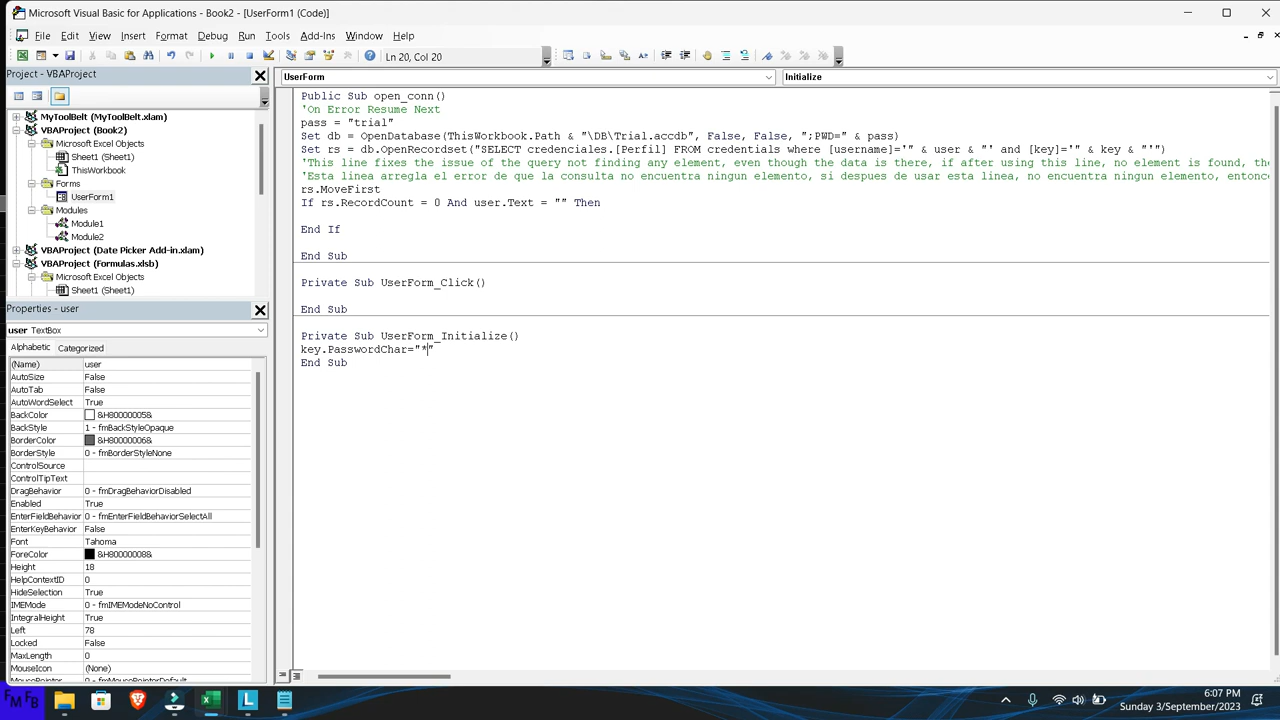 Microsoft Visual Basic for Applications - Book2 - [UserForm1 (Code)]
File Edit View Insert Format Debug Run Tools Add-Ins Window Help
Ln 20, Col 20
Project - VBAProject
MyToolBelt (MyToolBelt.xlam)
VBAProject (Book2)
Microsoft Excel Objects
Sheet1 (Sheet1)
ThisWorkbook
Forms
UserForm1
Modules
Module1
Module2
VBAProject (Date Picker Add-in.xlam)
VBAProject (Formulas.xlsb)
Microsoft Excel Objects
Sheet1 (Sheet1)
Properties - user
user TextBox
Alphabetic Categorized
(Name) user
AutoSize False
AutoTab False
AutoWordSelect True
BackColor &H80000005&
BackStyle 1 - fmBackStyleOpaque
BorderColor &H80000006&
BorderStyle 0 - fmBorderStyleNone
ControlSource
ControlTipText
DragBehavior 0 - fmDragBehaviorDisabled
Enabled True
EnterFieldBehavior 0 - fmEnterFieldBehaviorSelectAll
EnterKeyBehavior False
Font Tahoma
ForeColor &H80000008&
Height 18
HelpContextID 0
HideSelection True
IMEMode 0 - fmIMEModeNoControl
IntegralHeight True
Left 78
Locked False
MaxLength 0
MouseIcon (None)
UserForm Initialize
Public Sub open_conn()
'On Error Resume Next
pass = "trial"
Set db = OpenDatabase(ThisWorkbook.Path & "\DB\Trial.accdb", False, False, ";PWD=" & pass)
Set rs = db.OpenRecordset("SELECT credenciales.[Perfil] FROM credentials where [username]='" & user & "' and [key]='" & key & "'")
'This line fixes the issue of the query not finding any element, even though the data is there, if after using this line, no element is found, the
'Esta linea arregla el error de que la consulta no encuentra ningun elemento, si despues de usar esta linea, no encuentra ningun elemento, entonc
rs.MoveFirst
If rs.RecordCount = 0 And user.Text = "" Then
End If
End Sub
Private Sub UserForm_Click()
End Sub
Private Sub UserForm_Initialize()
key.PasswordChar="*"
End Sub
FM FB
6:07 PM
Sunday 3/September/2023